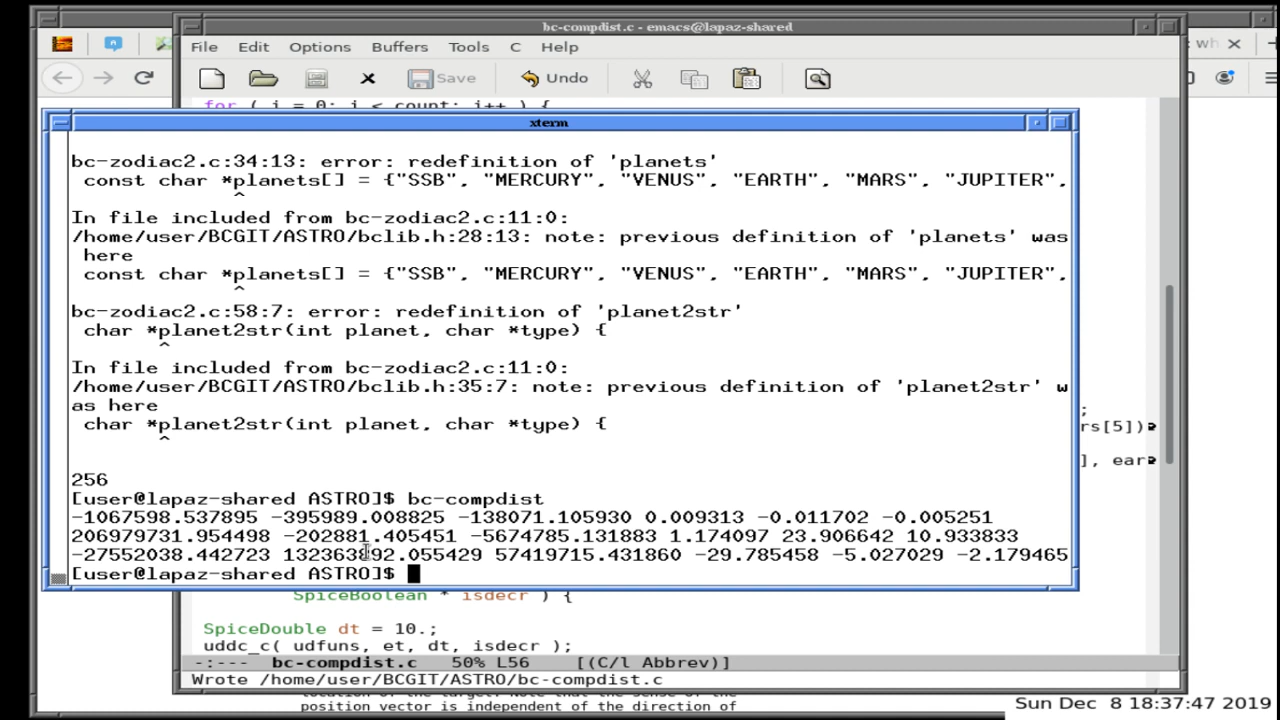 bc-compdist.c - emacs@lapaz-shared
File Edit Options Buffers Tools C Help
Save Undo
wh
for ( i = 0; i < count; i++ ) {
xterm
bc-zodiac2.c:34:13: error: redefinition of 'planets'
const char *planets[] = {"SSB", "MERCURY", "VENUS", "EARTH", "MARS", "JUPITER",
^
In file included from bc-zodiac2.c:11:0:
/home/user/BCGIT/ASTRO/bclib.h:28:13: note: previous definition of 'planets' was
here
const char *planets[] = {"SSB", "MERCURY", "VENUS", "EARTH", "MARS", "JUPITER",
^
bc-zodiac2.c:58:7: error: redefinition of 'planet2str'
char *planet2str(int planet, char *type) {
^
In file included from bc-zodiac2.c:11:0:
/home/user/BCGIT/ASTRO/bclib.h:35:7: note: previous definition of 'planet2str' w
as here
char *planet2str(int planet, char *type) {
^
;
rs[5])
], ear
256
[user@lapaz-shared ASTRO]$ bc-compdist
-1067598.537895 -395989.008825 -138071.105930 0.009313 -0.011702 -0.005251
206979731.954498 -202881.405451 -5674785.131883 1.174097 23.906642 10.933833
-27552038.442723 132363892.055429 57419715.431860 -29.785458 -5.027029 -2.179465
[user@lapaz-shared ASTRO]$
SpiceBoolean * isdecr ) {
SpiceDouble dt = 10.;
uddc_c( udfuns, et, dt, isdecr );
-:--- bc-compdist.c 50% L56 [(C/l Abbrev)]
Wrote /home/user/BCGIT/ASTRO/bc-compdist.c
position vector is independent of the direction of
Sun Dec 8 18:37:47 2019